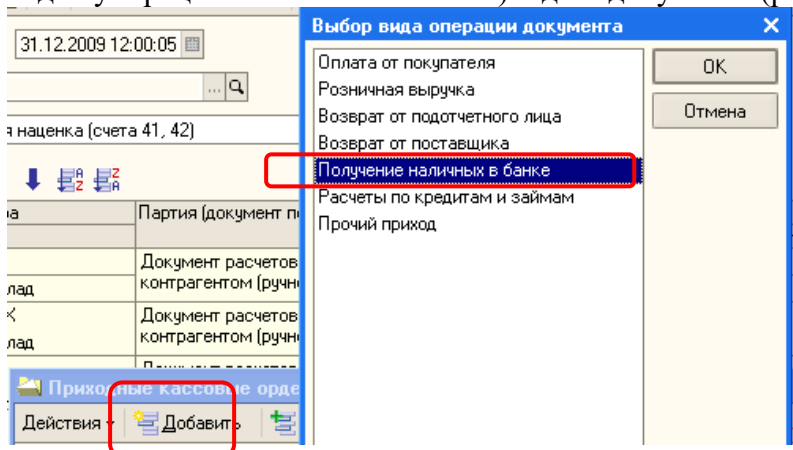 Выбор вида операции документа
31.12.2009 12:00:05
Оплата от покупателя
OK
Розничная выручка
Отмена
Возврат от подотчетного лица
я наценка (счета 41, 42)
Возврат от поставщика
Получение наличных в банке
Расчеты по кредитам и займам
Партия (документ п
Прочий приход
Документ расчетов
лад
контрагентом (ручн
Документ расчетов
лад
контрагентом (ручн
Приходные кассовые орде
Действия
Добавить